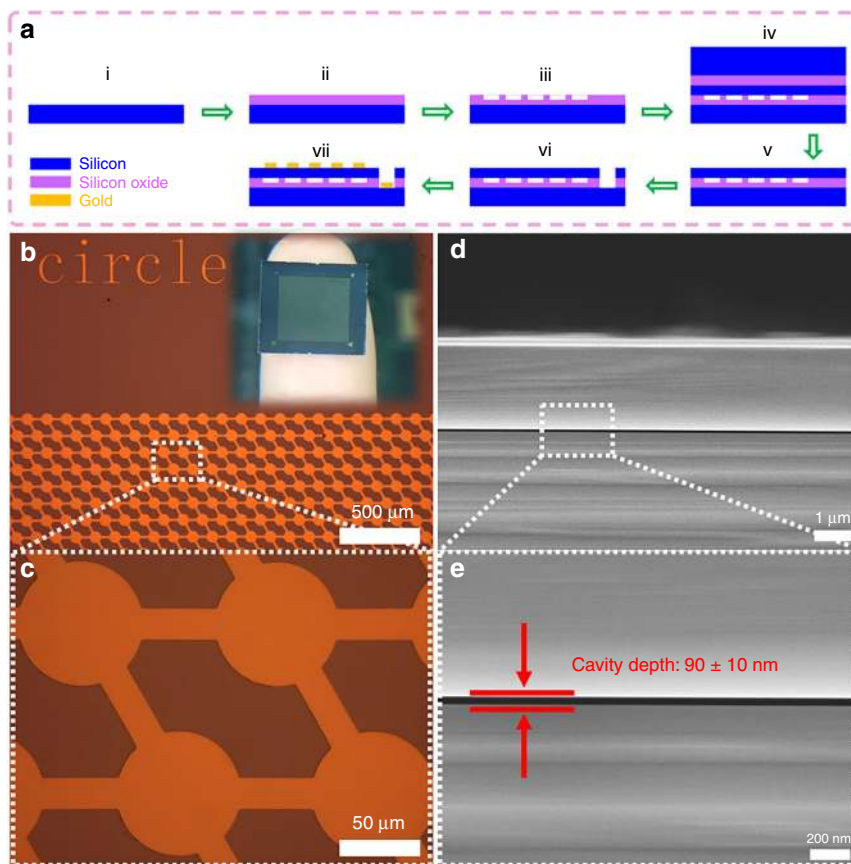 a
i
ii
iii
iv
vii
vi
v
Silicon
Silicon oxide
Gold
b
circle
500 μm
d
1 μm
c
50 μm
e
Cavity depth: 90 ± 10 nm
200 nm